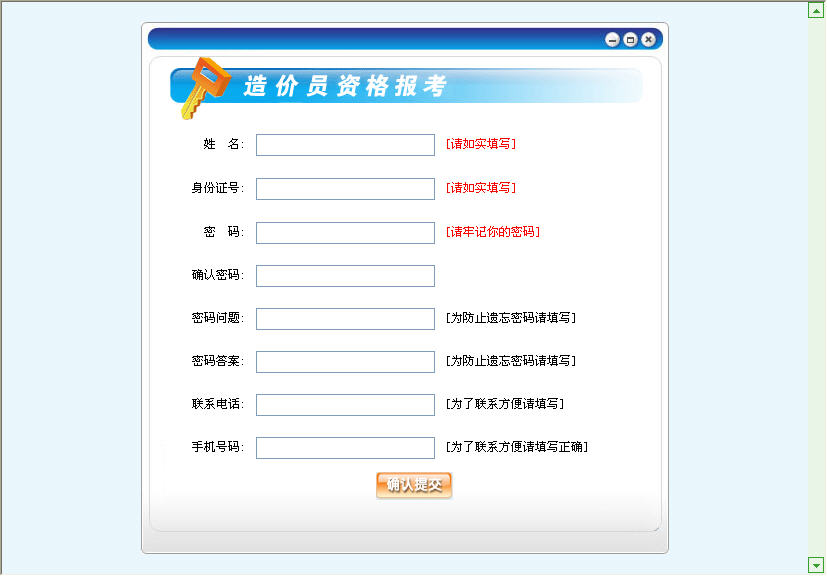 造价员资格报考
姓 名: [请如实填写]
身份证号: [请如实填写]
密 码: [请牢记你的密码]
确认密码:
密码问题: [为防止遗忘密码请填写]
密码答案: [为防止遗忘密码请填写]
联系电话: [为了联系方便请填写]
手机号码: [为了联系方便请填写正确]
确认提交